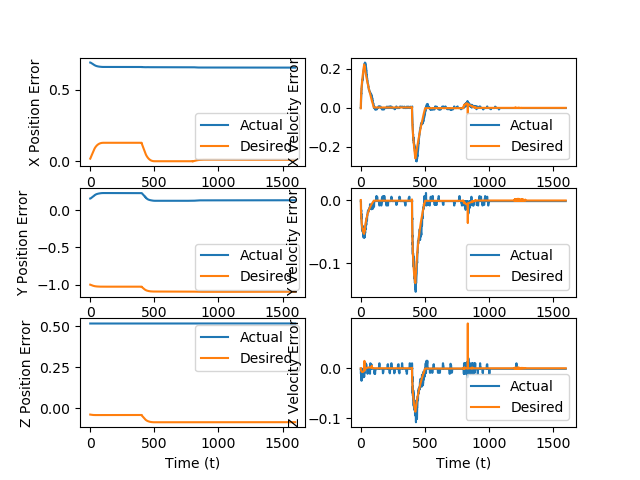 X Position Error
0.5
0.0
0
500
1000
1500
Actual
Desired
X Velocity Error
0.2
0.0
−0.2
0
500
1000
1500
Actual
Desired
Y Position Error
0.0
−0.5
−1.0
0
500
1000
1500
Actual
Desired
Y Velocity Error
0.0
−0.1
0
500
1000
1500
Actual
Desired
Z Position Error
0.50
0.25
0.00
0
500
1000
1500
Time (t)
Actual
Desired
Z Velocity Error
0.0
−0.1
0
500
1000
1500
Time (t)
Actual
Desired